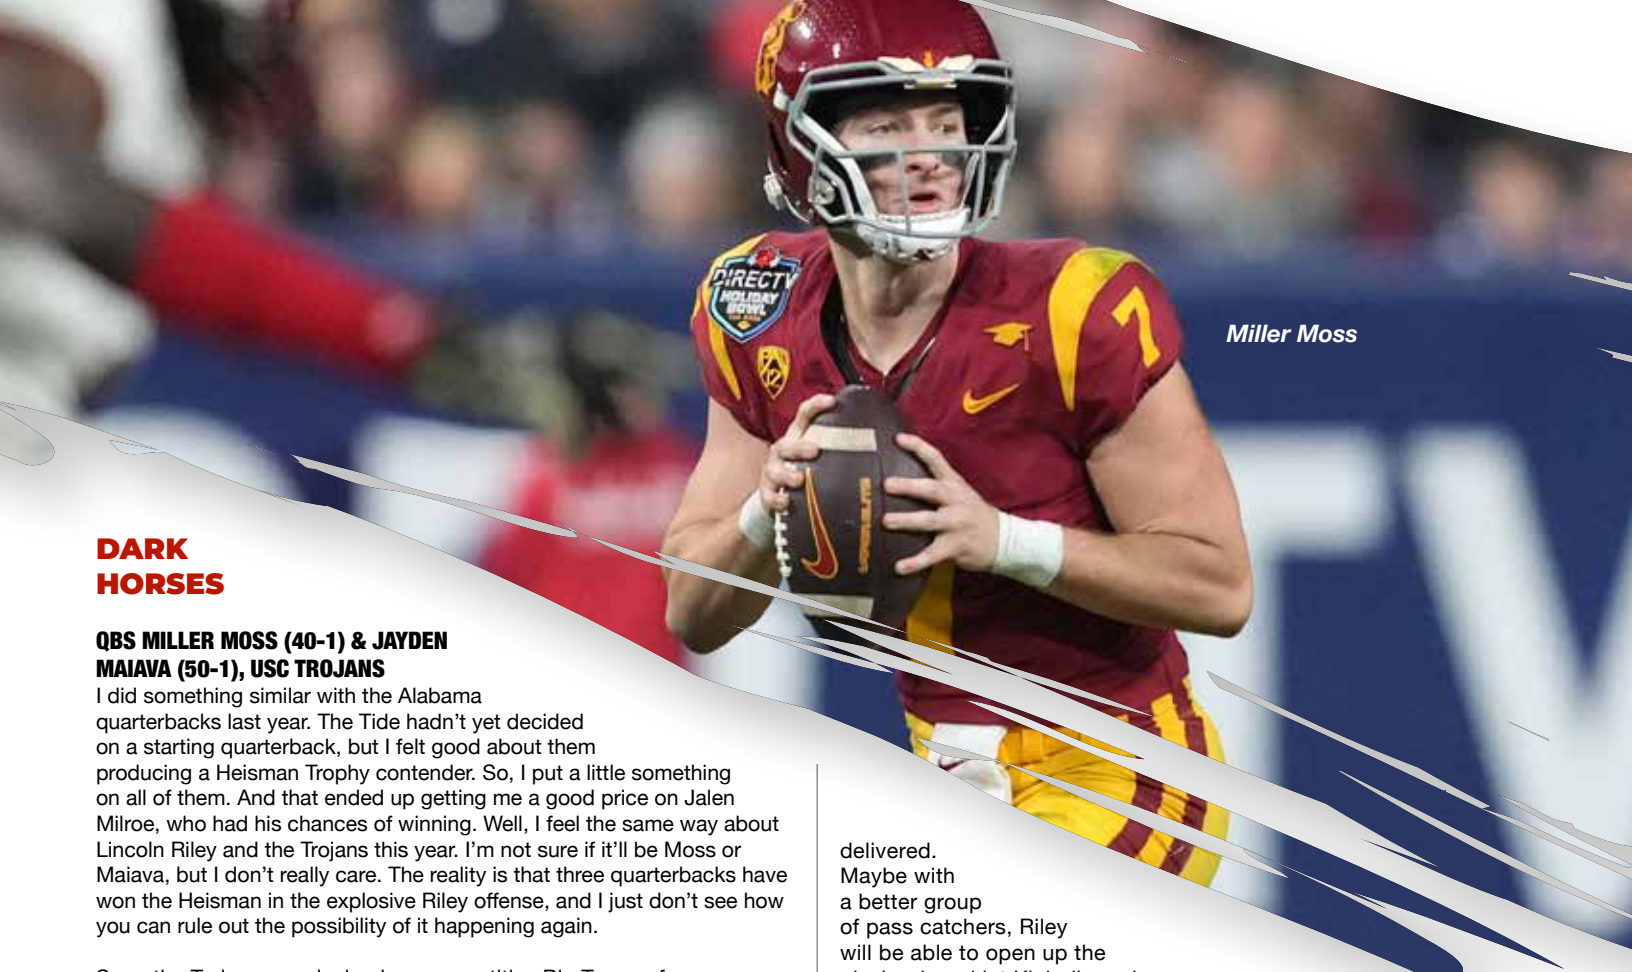 DIRECTV
HOLIDAY
BOWL
PAC
12
7
Miller Moss
TV
DARK
HORSES
QBS MILLER MOSS (40-1) & JAYDEN
MAIAVA (50-1), USC TROJANS
I did something similar with the Alabama
quarterbacks last year. The Tide hadn’t yet decided
on a starting quarterback, but I felt good about them
producing a Heisman Trophy contender. So, I put a little something
on all of them. And that ended up getting me a good price on Jalen
Milroe, who had his chances of winning. Well, I feel the same way about
Lincoln Riley and the Trojans this year. I’m not sure if it’ll be Moss or
Maiava, but I don’t really care. The reality is that three quarterbacks have
won the Heisman in the explosive Riley offense, and I just don’t see how
you can rule out the possibility of it happening again.
delivered.
Maybe with
a better group
of pass catchers, Riley
will be able to open up the